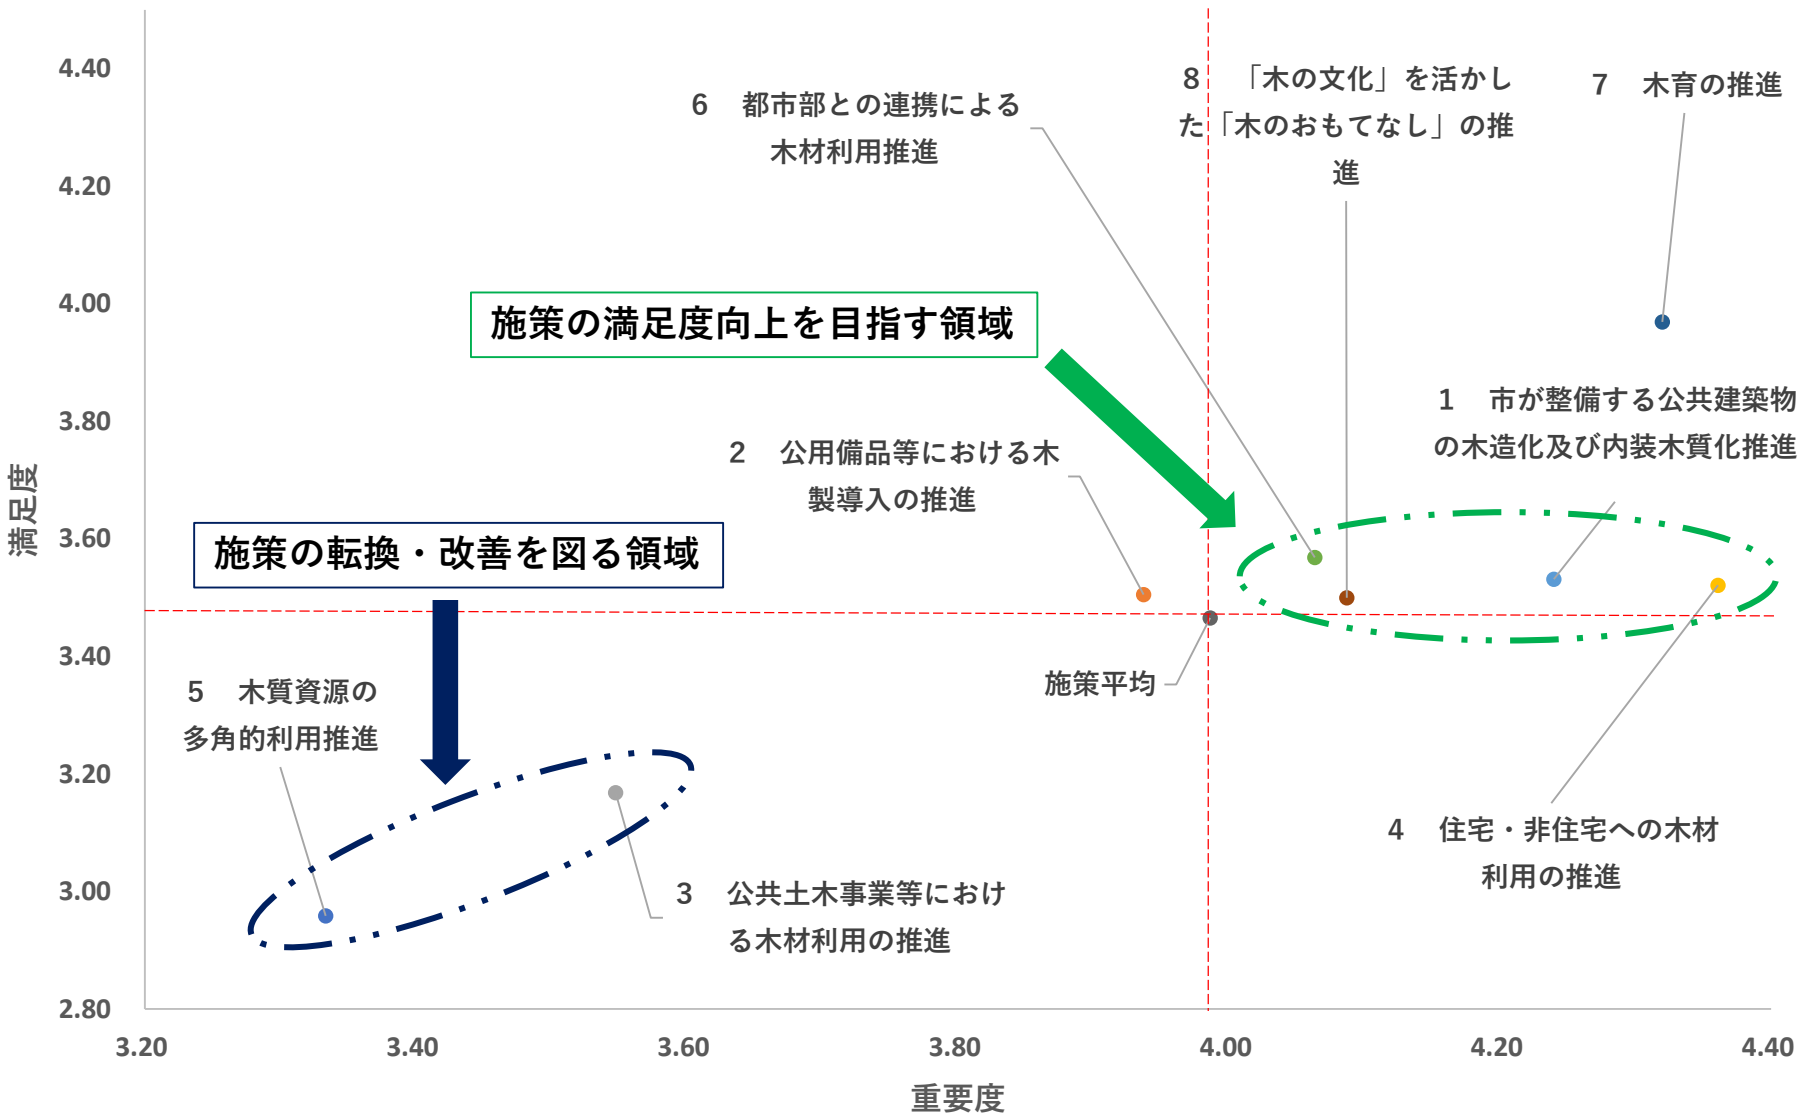 4.40
4.20
4.00
3.80
3.60
3.40
3.20
3.00
2.80
満足度
3.20
3.40
3.60
3.80
4.00
4.20
4.40
重要度
6　都市部との連携による
木材利用推進
8　「木の文化」を活かし
た「木のおもてなし」の推
進
7　木育の推進
施策の満足度向上を目指す領域
1　市が整備する公共建築物
の木造化及び内装木質化推進
2　公用備品等における木
製導入の推進
施策の転換・改善を図る領域
施策平均
5　木質資源の
多角的利用推進
4　住宅・非住宅への木材
利用の推進
3　公共土木事業等におけ
る木材利用の推進